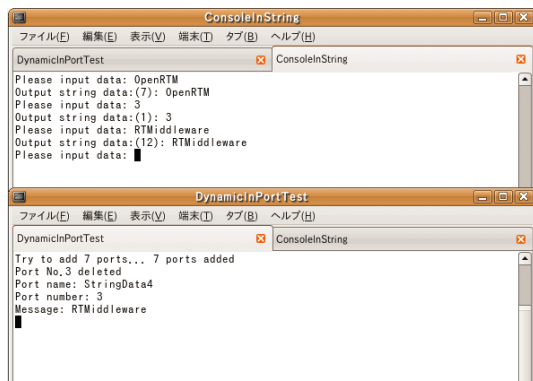 ConsoleInString
ファイル(F) 編集(E) 表示(V) 端末(T) タブ(B) ヘルプ(H)
DynamicInPortTest ConsoleInString
Please input data: OpenRTM
Output string data:(7): OpenRTM
Please input data: 3
Output string data:(1): 3
Please input data: RTMiddleware
Output string data:(12): RTMiddleware
Please input data:
DynamicInPortTest
ファイル(F) 編集(E) 表示(V) 端末(T) タブ(B) ヘルプ(H)
DynamicInPortTest ConsoleInString
Try to add 7 ports... 7 ports added
Port No.3 deleted
Port name: StringData4
Port number: 3
Message: RTMiddleware